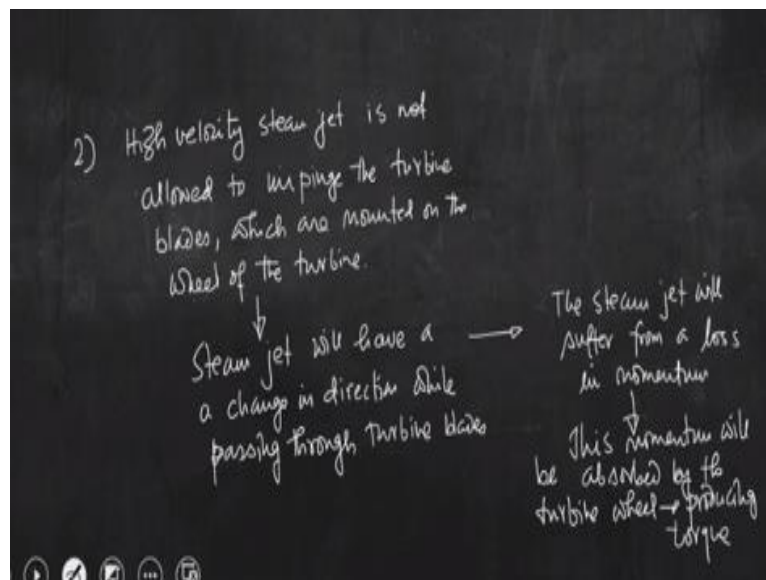 2) High velocity steam jet is not
allowed to impinge the turbine
blades, which are mounted on the
wheel of the turbine.
Steam jet will have a
a change in direction while
passing through turbine blades
The steam jet will
suffer from a loss
in momentum
This momentum will
be absorbed by the
turbine wheel → producing
torque